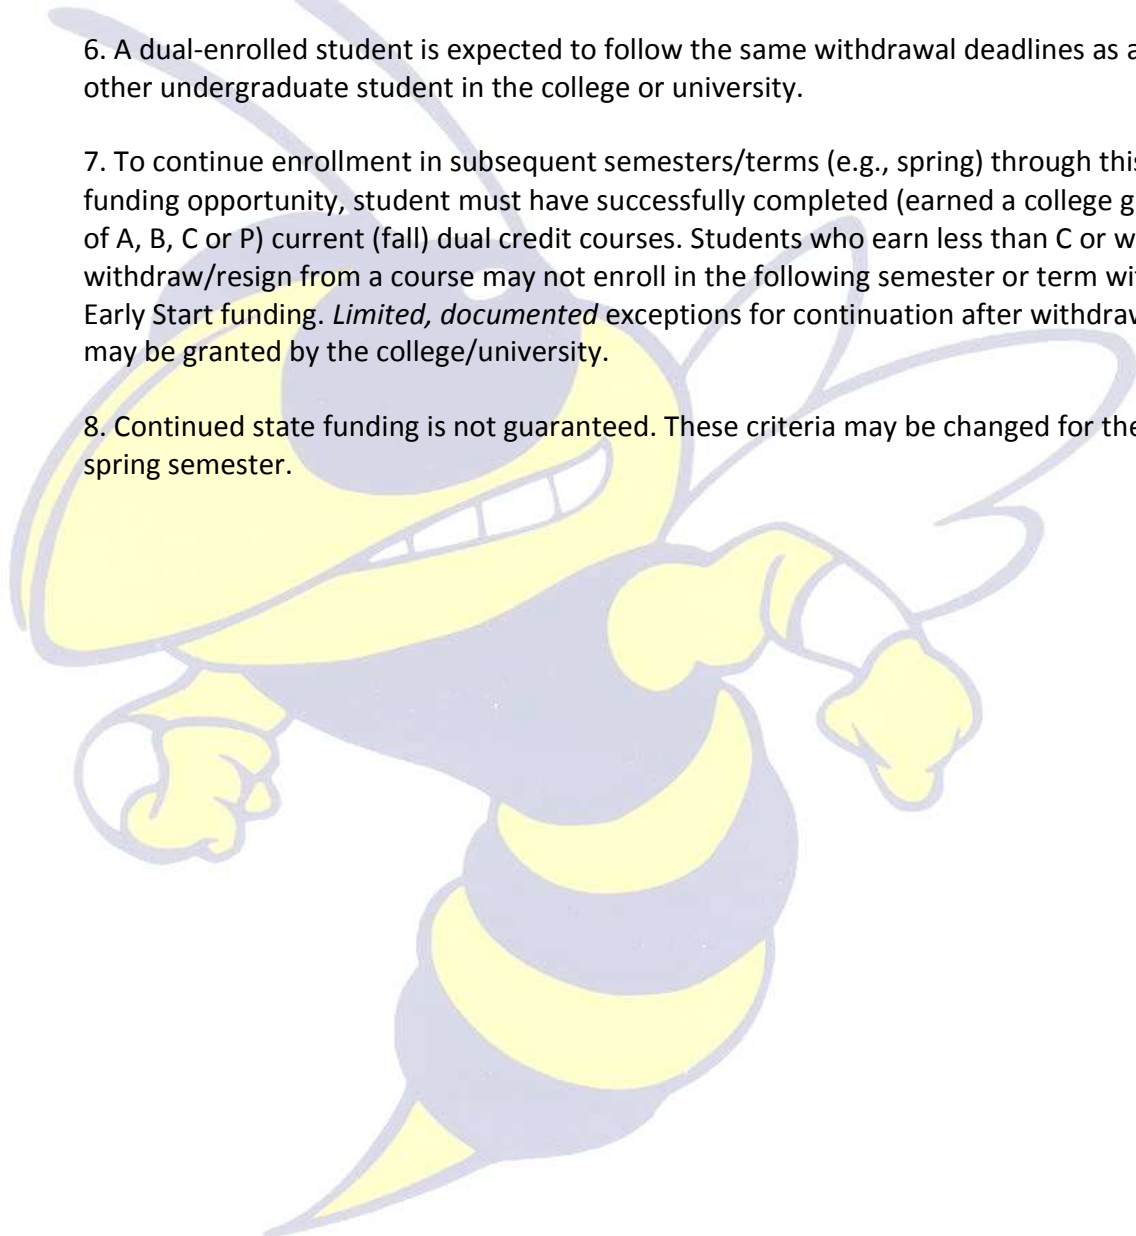 6. A dual-enrolled student is expected to follow the same withdrawal deadlines as a
other undergraduate student in the college or university.
7. To continue enrollment in subsequent semesters/terms (e.g., spring) through this
funding opportunity, student must have successfully completed (earned a college g
of A, B, C or P) current (fall) dual credit courses. Students who earn less than C or w
withdraw/resign from a course may not enroll in the following semester or term wit
Early Start funding. Limited, documented exceptions for continuation after withdraw
may be granted by the college/university.
8. Continued state funding is not guaranteed. These criteria may be changed for the
spring semester.